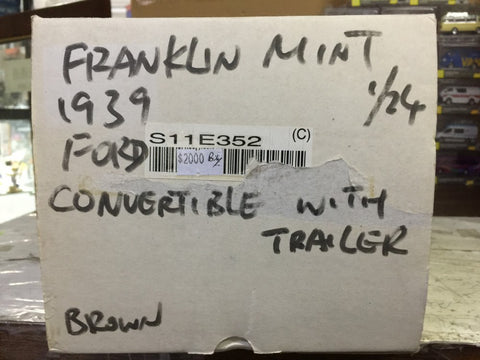 FRANKLIN MINT
1939 1/24
S11E352 (C)
FORD
$2000
CONVERTIBLE WITH
TRAILER
BROWN